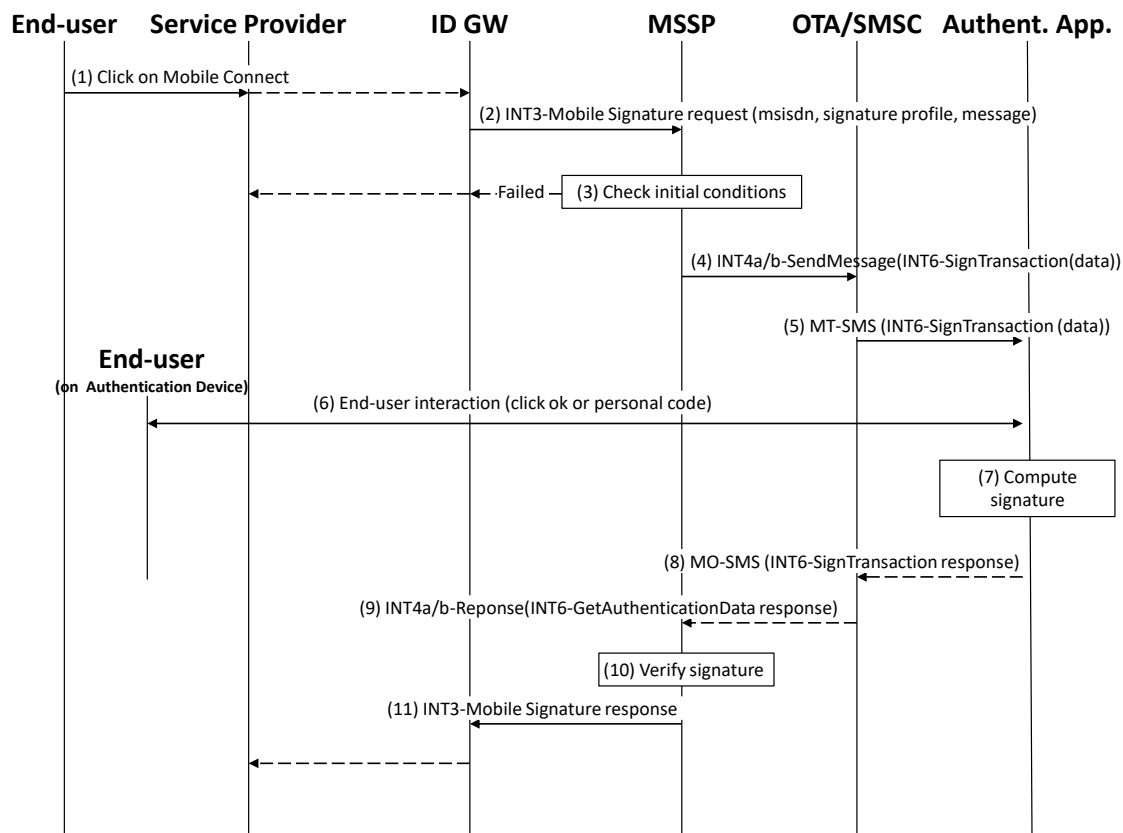 End-user
Service Provider
ID GW
MSSP
OTA/SMSC
Authent. App.
(1) Click on Mobile Connect
(2) INT3-Mobile Signature request (msisdn, signature profile, message)
Failed
(3) Check initial conditions
(4) INT4a/b-SendMessage(INT6-SignTransaction(data))
(5) MT-SMS (INT6-SignTransaction (data))
End-user
(on Authentication Device)
(6) End-user interaction (click ok or personal code)
(7) Compute
signature
(8) MO-SMS (INT6-SignTransaction response)
(9) INT4a/b-Reponse(INT6-GetAuthenticationData response)
(10) Verify signature
(11) INT3-Mobile Signature response